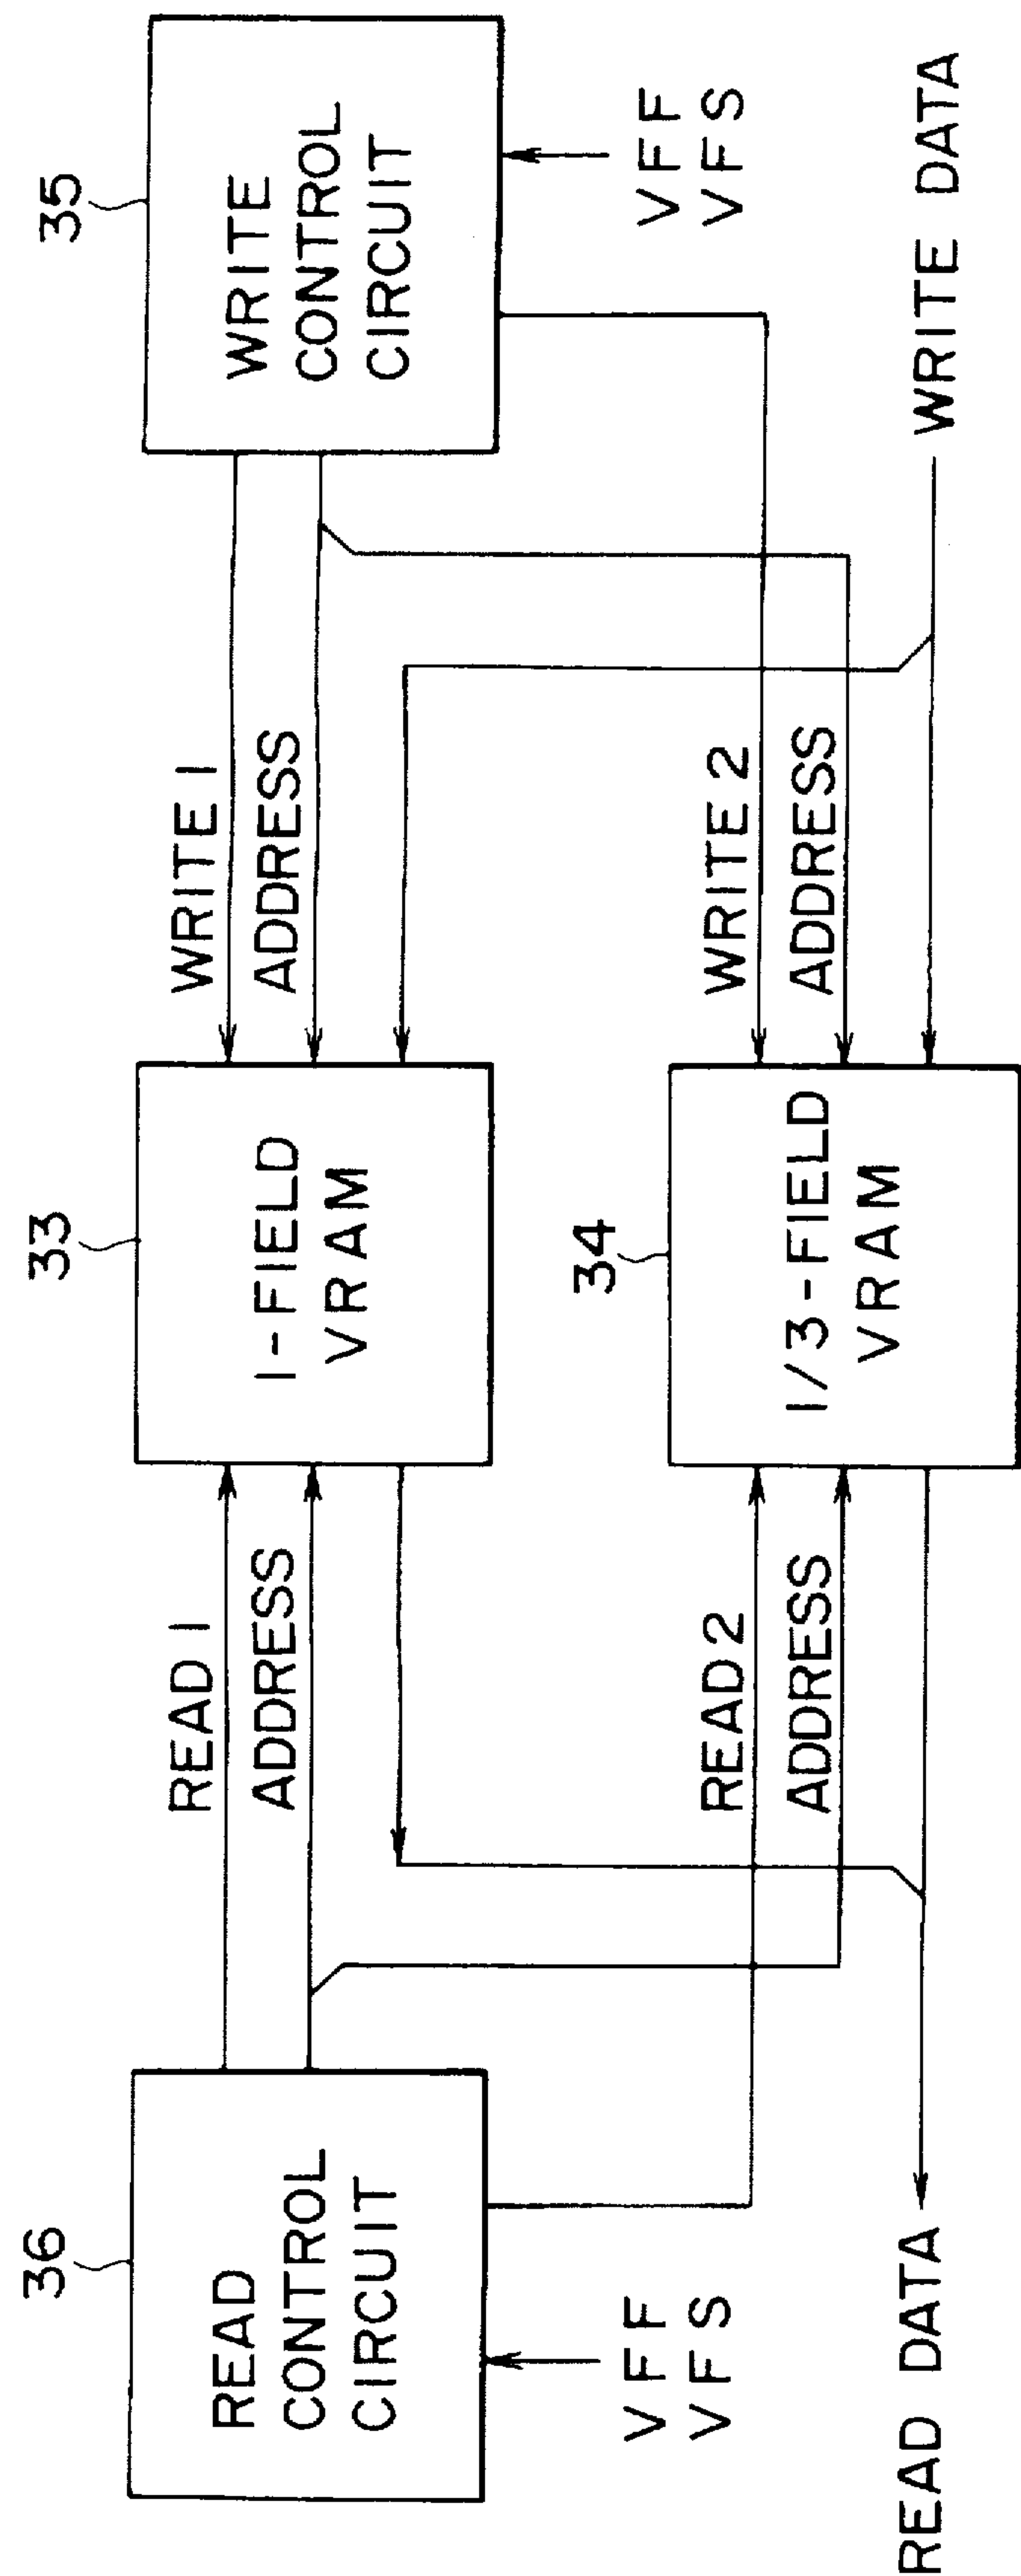 36
READ
CONTROL
CIRCUIT
VFF
VFS
READ DATA
READ 1
ADDRESS
READ 2
ADDRESS
33
1-FIELD
VRAM
34
1/3-FIELD
VRAM
WRITE 1
ADDRESS
WRITE 2
ADDRESS
35
WRITE
CONTROL
CIRCUIT
VFF
VFS
WRITE DATA